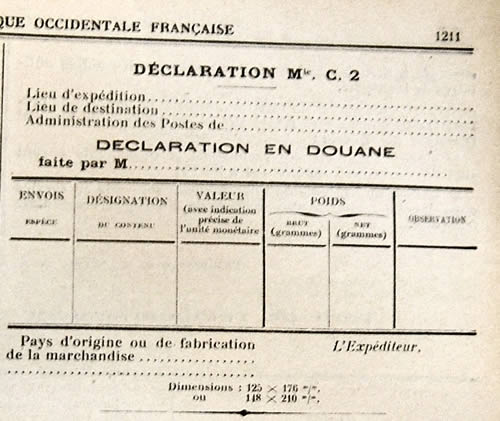 QUE OCCIDENTALE FRANÇAISE 1211
DÉCLARATION Mle. C. 2
Lieu d'expédition
Lieu de destination
Administration des Postes de
DECLARATION EN DOUANE
faite par M
ENVOIS DÉSIGNATION VALEUR POIDS OBSERVATION
ESPÈCE DU CONTENU (avec indication précise de l'unité monétaire BRUT (grammes) NET (grammes)
Pays d'origine ou de fabrication L'Expéditeur.
de la marchandise
Dimensions : 125 × 176 m/m.
ou 148 × 210 m/m.